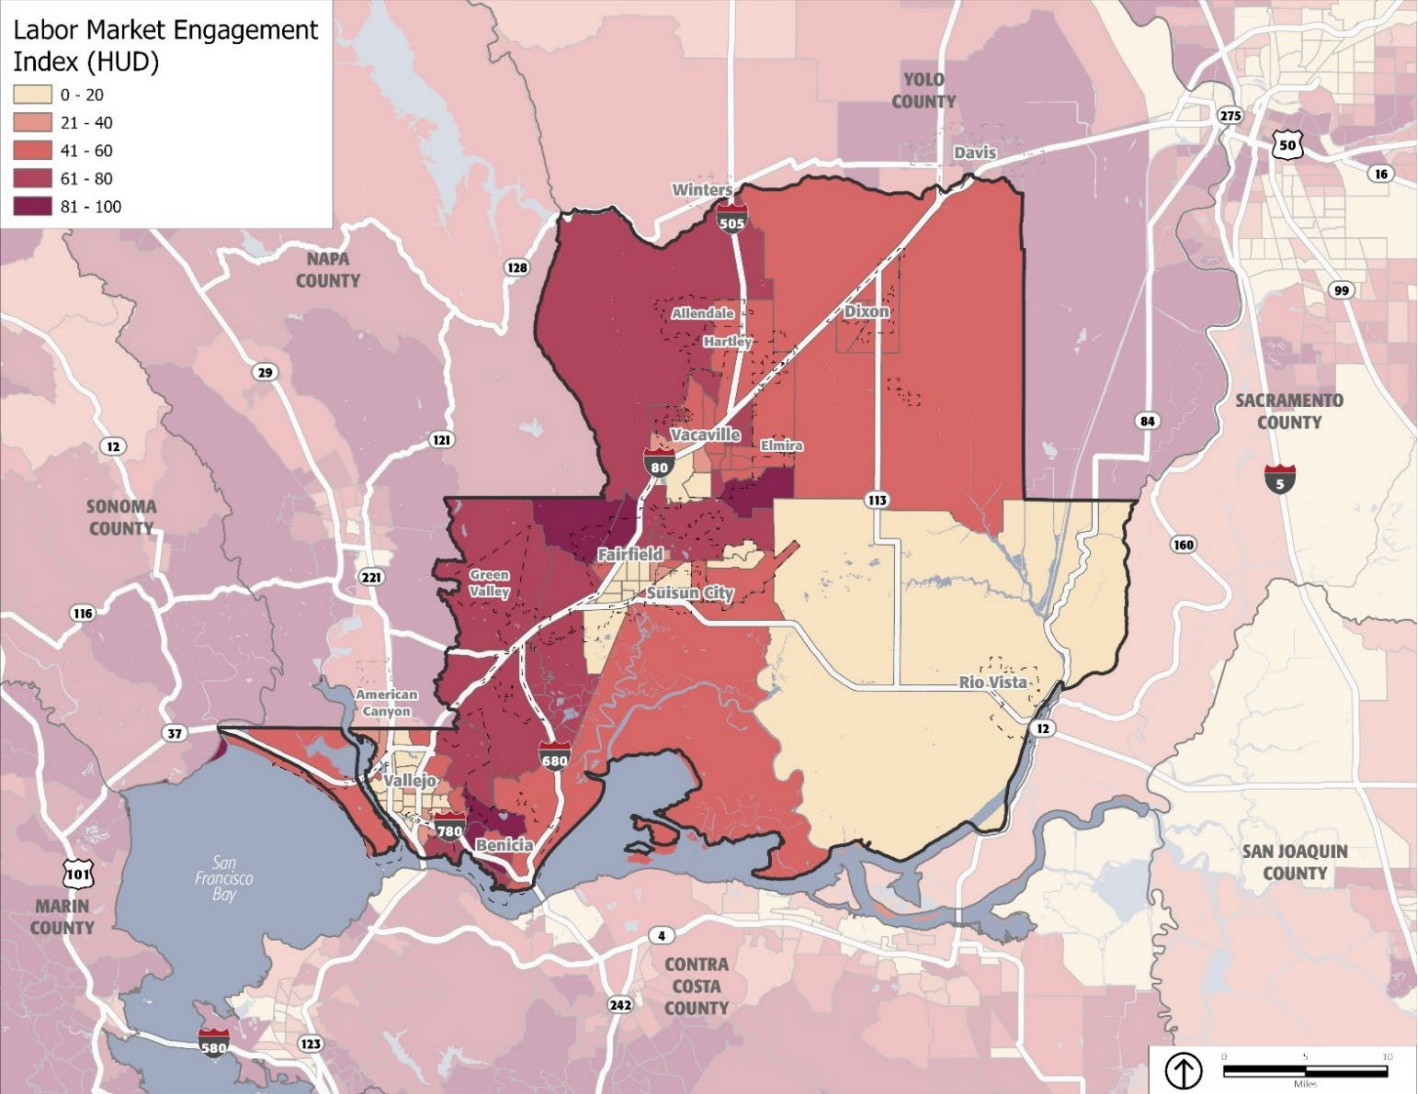 Labor Market Engagement
Index (HUD)
0 - 20
21 - 40
41 - 60
61 - 80
81 - 100
YOLO
COUNTY
275
50
Davis
16
Winters
505
NAPA
COUNTY
128
99
Allendale
Dixon
Hartley
29
SACRAMENTO
COUNTY
84
12
121
Vacaville
Elmira
80
5
113
SONOMA
COUNTY
160
Fairfield
221
Green
Valley
Suisun City
116
Rio Vista
American
Canyon
37
12
680
Vallejo
780
Benicia
San
Francisco
Bay
101
SAN JOAQUIN
COUNTY
MARIN
COUNTY
4
CONTRA
COSTA
COUNTY
242
580
123
0 5 10
Miles